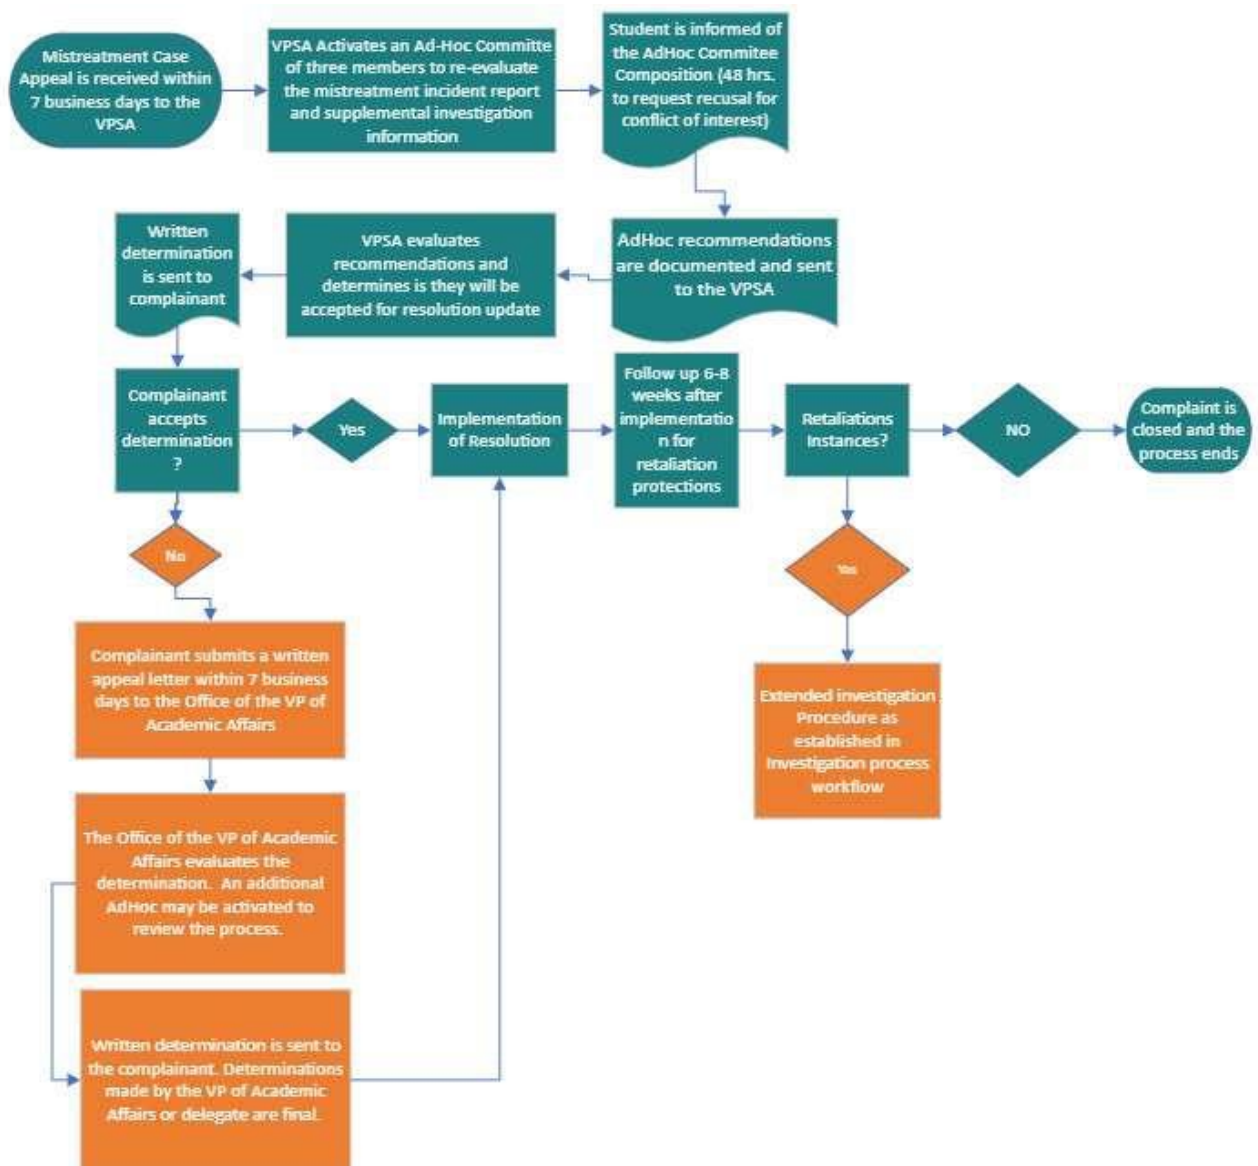 Mistreatment Case
Appeal is received within
7 business days to the
VPSA
VPSA Activates an Ad-Hoc Committe
of three members to re-evaluate
the mistreatment incident report
and supplemental investigation
information
Student is informed of
the AdHoc Commitee
Composition (48 hrs.
to request recusal for
conflict of interest)
AdHoc recommendations
are documented and sent
to the VPSA
VPSA evaluates
recommendations and
determines is they will be
accepted for resolution update
Written
determination
is sent to
complainant
Complainant
accepts
determination
?
Yes
Implementation
of Resolution
Follow up 6-8
weeks after
implementatio
n for
retaliation
protections
Retaliations
Instances?
NO
Complaint is
closed and the
process ends
No
Yes
Complainant submits a written
appeal letter within 7 business
days to the Office of the VP of
Academic Affairs
Extended investigation
Procedure as
established in
Investigation process
workflow
The Office of the VP of Academic
Affairs evaluates the
determination. An additional
AdHoc may be activated to
review the process.
Written determination is sent to
the complainant. Determinations
made by the VP of Academic
Affairs or delegate are final.